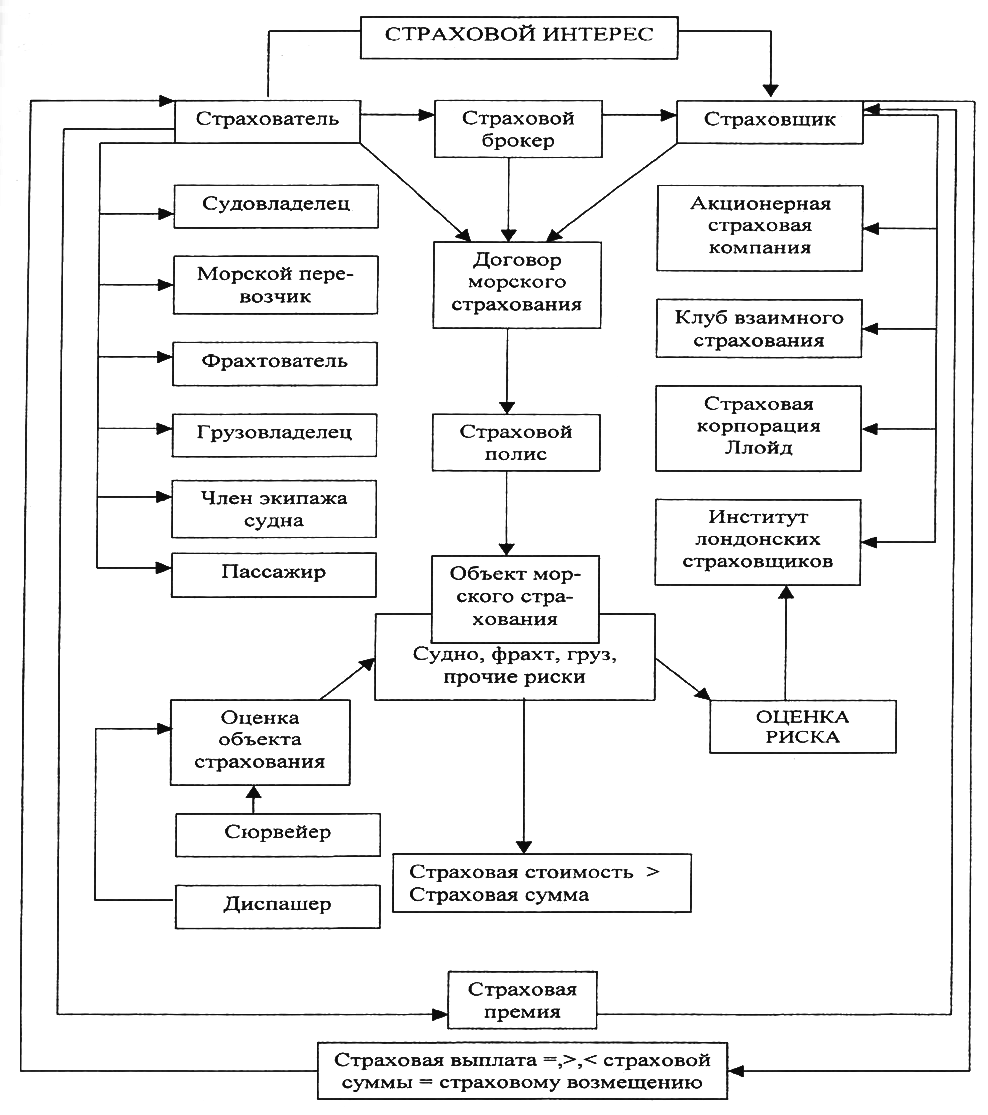 СТРАХОВОЙ ИНТЕРЕС
Страхователь
Страховой
брокер
Страховщик
Судовладелец
Морской пере-
возчик
Фрахтователь
Грузовладелец
Член экипажа
судна
Пассажир
Договор
морского
страхования
Страховой
полис
Объект мор-
ского стра-
хования
Судно, фрахт, груз,
прочие риски
Акционерная
страховая
компания
Клуб взаимного
страхования
Страховая
корпорация
Ллойд
Институт
лондонских
страховщиков
Оценка
объекта
страхования
Сюрвейер
Диспашер
ОЦЕНКА
РИСКА
Страховая стоимость >
Страховая сумма
Страховая
премия
Страховая выплата =,>,< страховой
суммы = страховому возмещению